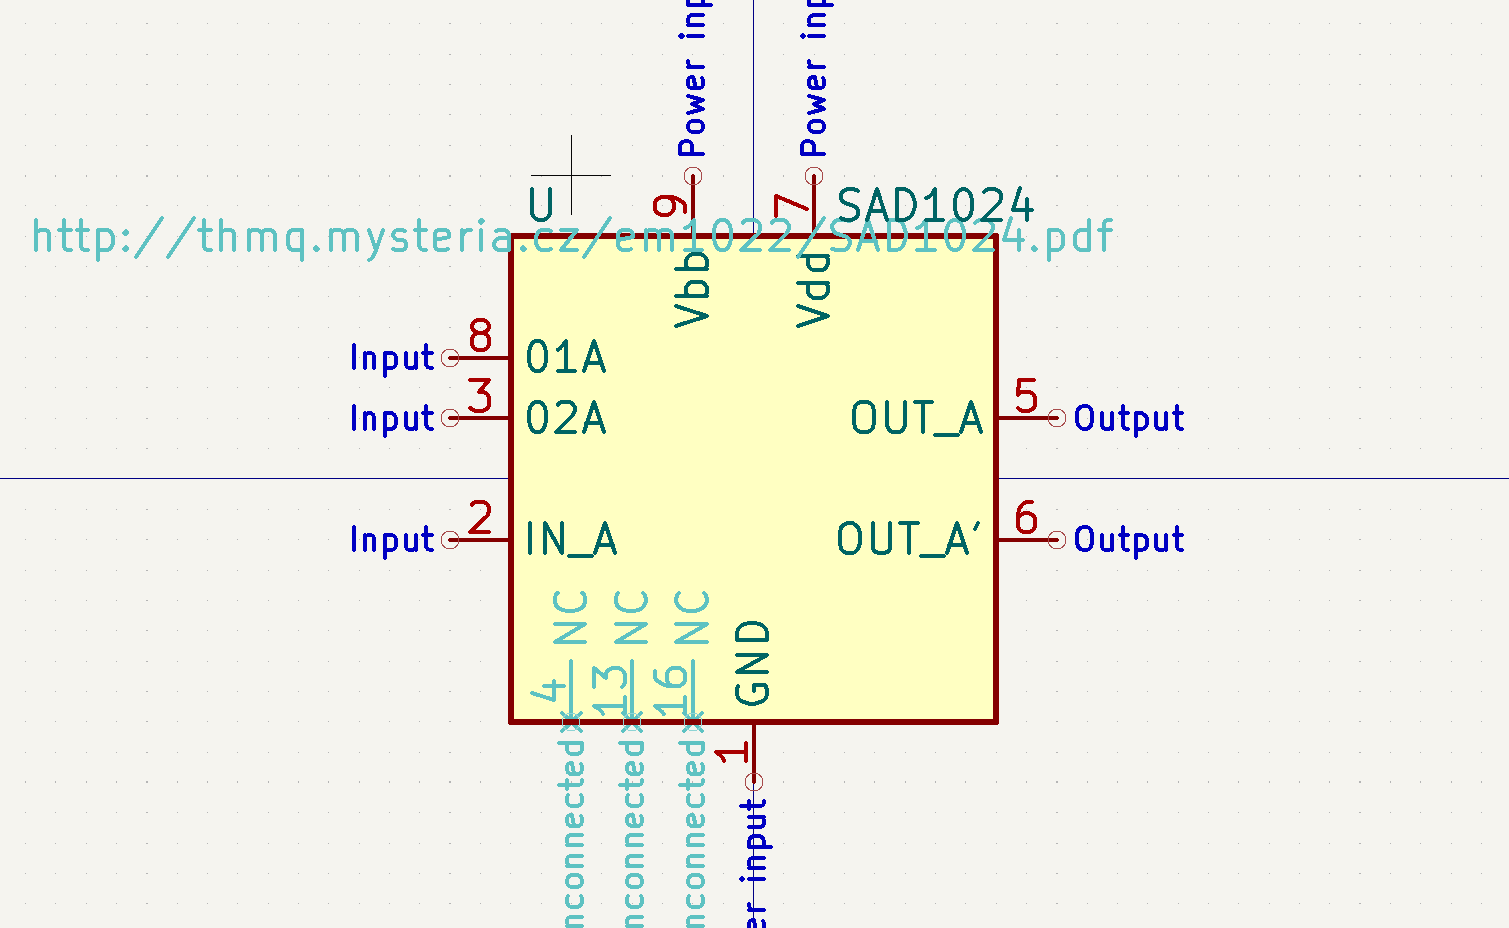 Power inp
Power inp
U
9
7
SAD1024
http://thmq.mysteria.cz/em1022/SAD1024.pdf
Vbb
Vdd
Input
8
01A
Input
3
02A
OUT_A
5
Output
Input
2
IN_A
OUT_A'
6
Output
NC
NC
NC
GND
4
13
16
1
nconnected
nconnected
nconnected
er input